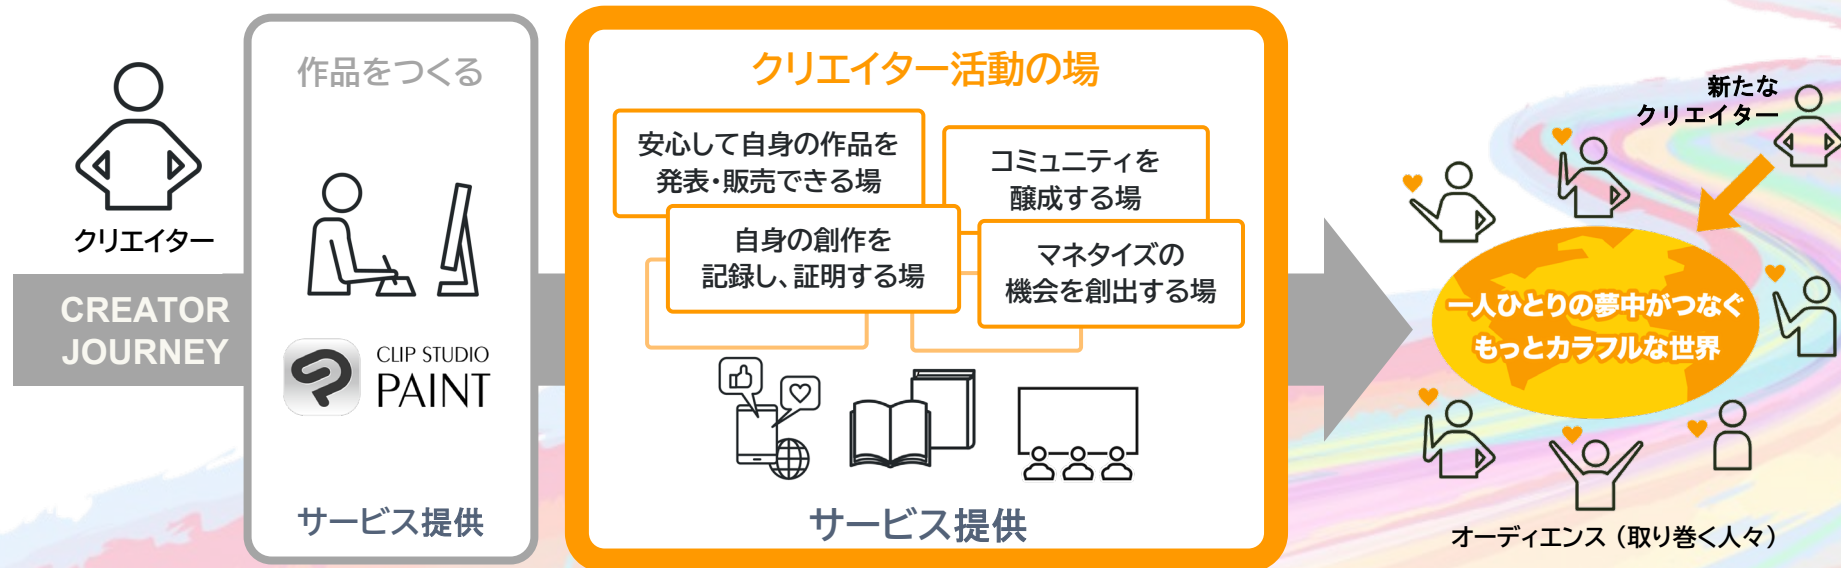 クリエイター
CREATOR
JOURNEY
作品をつくる
CLIP STUDIO
PAINT
サービス提供
クリエイター活動の場
安心して自身の作品を
発表・販売できる場
コミュニティを
醸成する場
自身の創作を
記録し、証明する場
マネタイズの
機会を創出する場
サービス提供
新たな
クリエイター
一人ひとりの夢中がつなぐ
もっとカラフルな世界
オーディエンス（取り巻く人々）